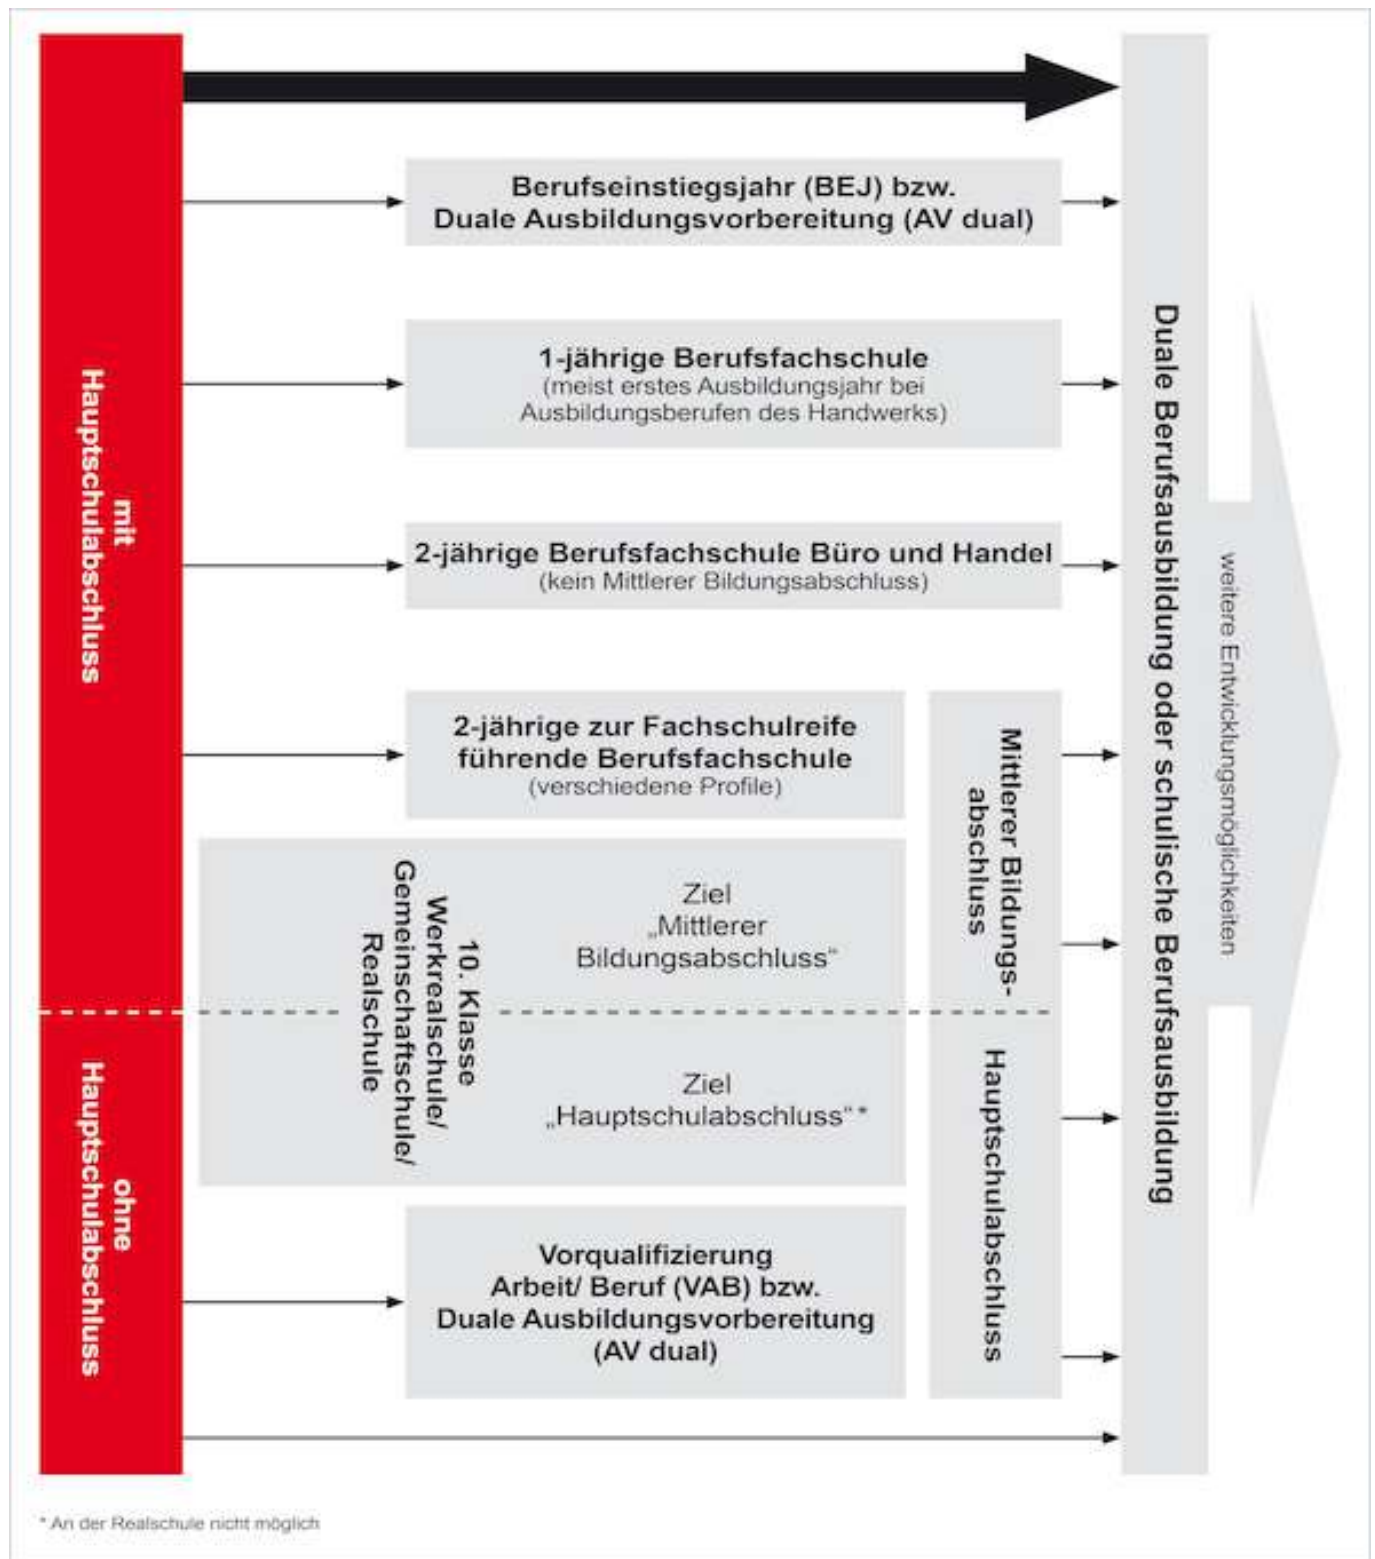 mit
Hauptschulabschluss
ohne
Hauptschulabschluss
Berufseinstiegsjahr (BEJ) bzw.
Duale Ausbildungsvorbereitung (AV dual)
1-jährige Berufsfachschule
(meist erstes Ausbildungsjahr bei
Ausbildungsberufen des Handwerks)
2-jährige Berufsfachschule Büro und Handel
(kein Mittlerer Bildungsabschluss)
2-jährige zur Fachschulreife
führende Berufsfachschule
(verschiedene Profile)
10. Klasse
Werkrealschule/
Gemeinschaftschule/
Realschule
Ziel
„Mittlerer
Bildungsabschluss“
Ziel
„Hauptschulabschluss“*
Vorqualifizierung
Arbeit/ Beruf (VAB) bzw.
Duale Ausbildungsvorbereitung
(AV dual)
Mittlerer Bildungs-
abschluss
Hauptschulabschluss
Duale Berufsausbildung oder schulische Berufsausbildung
weitere Entwicklungsmöglichkeiten
* An der Realschule nicht möglich